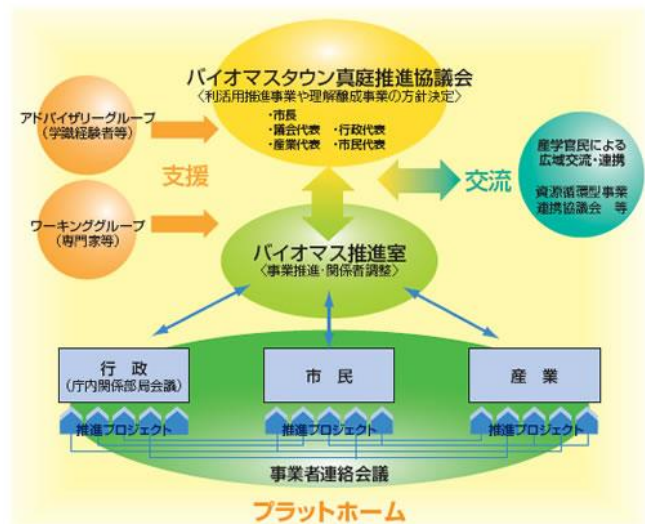 バイオマスタウン真庭推進協議会
〈利活用推進事業や理解醸成事業の方針決定〉
・市長
・議会代表 ・行政代表
・産業代表 ・市民代表
アドバイザリーグループ
(学識経験者等)
支援
ワーキンググループ
(専門家等)
交流
産学官民による
広域交流・連携
資源循環型事業
連携協議会 等
バイオマス推進室
〈事業推進・関係者調整〉
行 政
(庁内関係部局会議)
市 民
産 業
推進プロジェクト
推進プロジェクト
推進プロジェクト
事業者連絡会議
プラットホーム